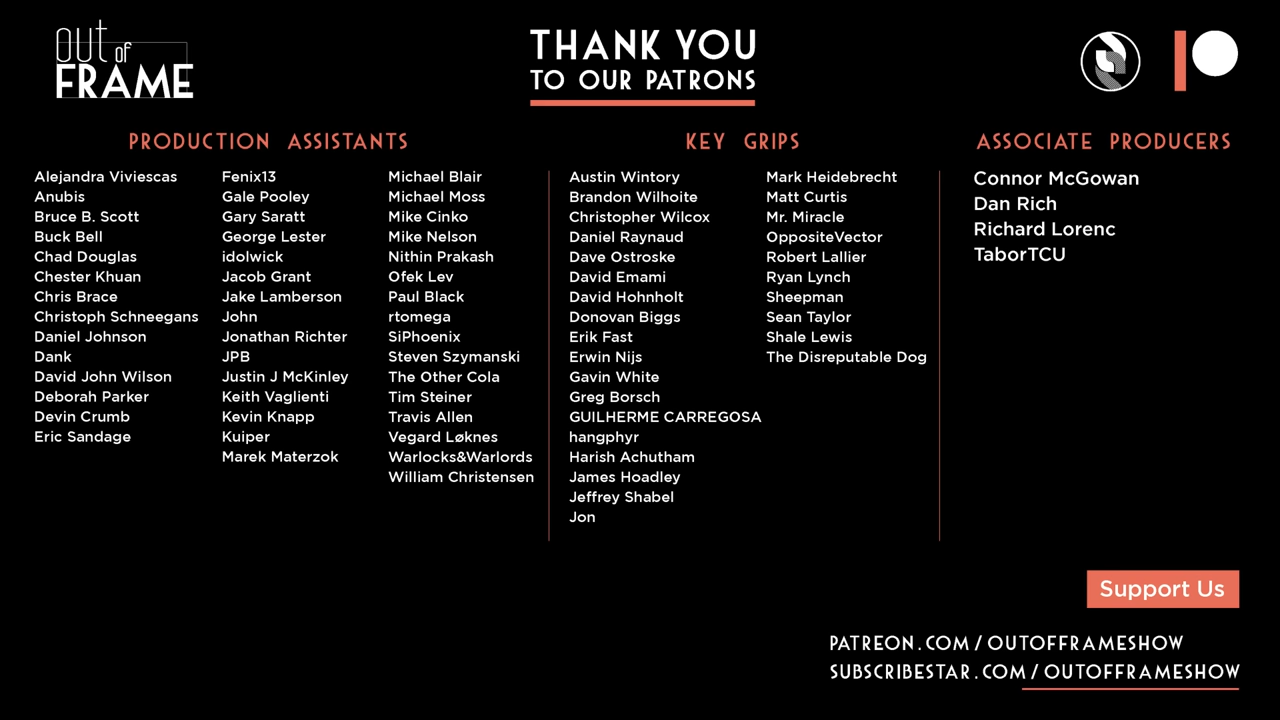 OUT OF
FRAME
THANK YOU
TO OUR PATRONS
PRODUCTION ASSISTANTS
Alejandra Viviescas
Anubis
Bruce B. Scott
Buck Bell
Chad Douglas
Chester Khuan
Chris Brace
Christoph Schneegans
Daniel Johnson
Dank
David John Wilson
Deborah Parker
Devin Crumb
Eric Sandage
Fenix13
Gale Pooley
Gary Saratt
George Lester
idolwick
Jacob Grant
Jake Lamberson
John
Jonathan Richter
JPB
Justin J McKinley
Keith Vaglienti
Kevin Knapp
Kuiper
Marek Materzok
Michael Blair
Michael Moss
Mike Cinko
Mike Nelson
Nithin Prakash
Ofek Lev
Paul Black
rtomega
SiPhoenix
Steven Szymanski
The Other Cola
Tim Steiner
Travis Allen
Vegard Løknes
Warlocks&Warlords
William Christensen
KEY GRIPS
Austin Wintory
Brandon Wilhoite
Christopher Wilcox
Daniel Raynaud
Dave Ostroske
David Emami
David Hohnholt
Donovan Biggs
Erik Fast
Erwin Nijs
Gavin White
Greg Borsch
GUILHERME CARREGOSA
hangphyr
Harish Achutham
James Hoadley
Jeffrey Shabel
Jon
Mark Heidebrecht
Matt Curtis
Mr. Miracle
OppositeVector
Robert Lallier
Ryan Lynch
Sheepman
Sean Taylor
Shale Lewis
The Disreputable Dog
ASSOCIATE PRODUCERS
Connor McGowan
Dan Rich
Richard Lorenc
TaborTCU
Support Us
PATREON.COM/OUTOFFRAMESHOW
SUBSCRIBESTAR.COM/OUTOFFRAMESHOW